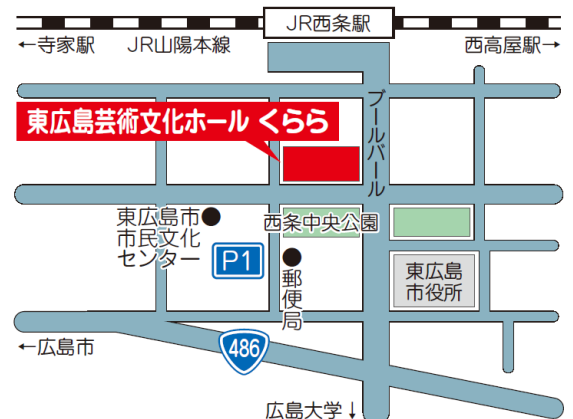 JR西条駅
←寺家駅 JR山陽本線 西高屋駅→
ブールバール
東広島芸術文化ホール くらら
東広島市
市民文化
センター
西条中央公園
P1
郵便局
東広島
市役所
486
←広島市
広島大学↓